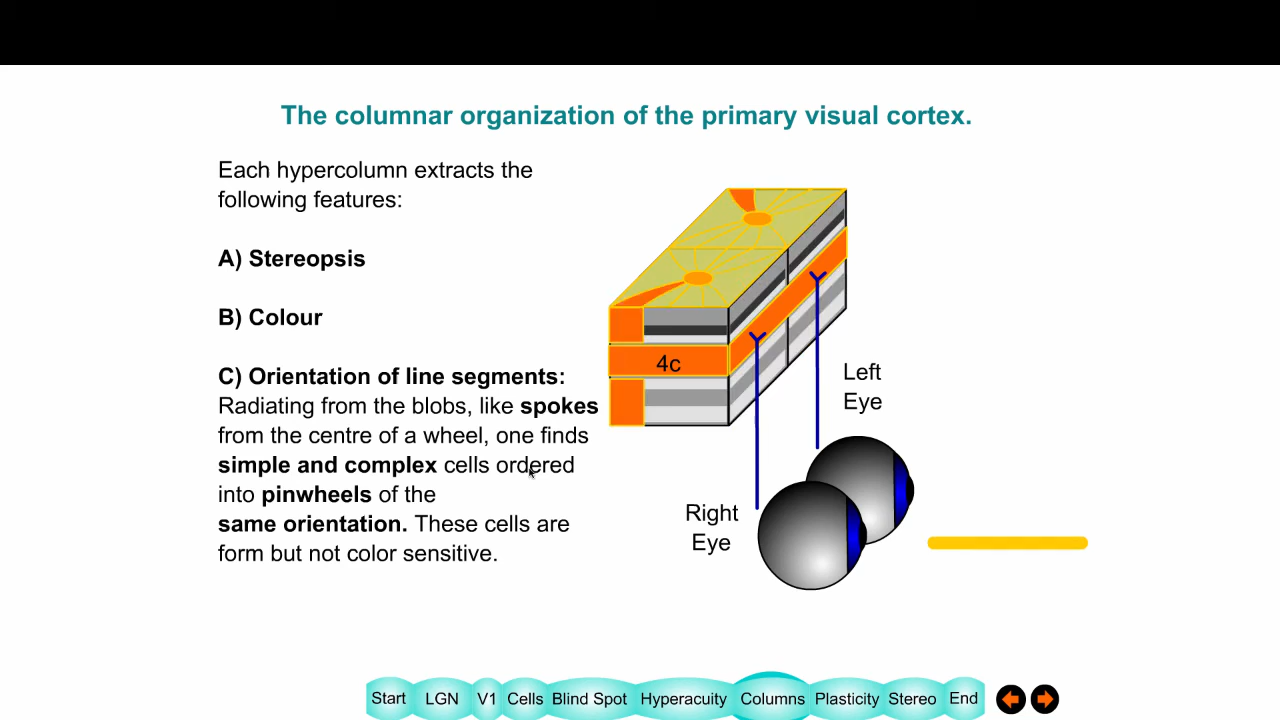 The columnar organization of the primary visual cortex.
Each hypercolumn extracts the
following features:
A) Stereopsis
B) Colour
C) Orientation of line segments:
Radiating from the blobs, like spokes
from the centre of a wheel, one finds
simple and complex cells ordered
into pinwheels of the
same orientation. These cells are
form but not color sensitive.
4c
Left
Eye
Right
Eye
Start LGN V1 Cells Blind Spot Hyperacuity Columns Plasticity Stereo End